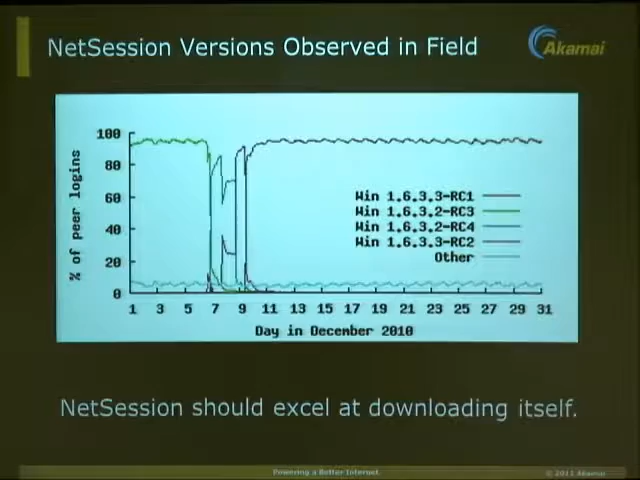 NetSession Versions Observed in Field
Akamai
100
80
60
40
20
0
% of peer logins
Win 1.6.3.3-RC1
Win 1.6.3.2-RC3
Win 1.6.3.2-RC4
Win 1.6.3.3-RC2
Other
1 3 5 7 9 11 13 15 17 19 21 23 25 27 29 31
Day in December 2010
NetSession should excel at downloading itself.
Powering a Better Internet
© 2011 Akamai